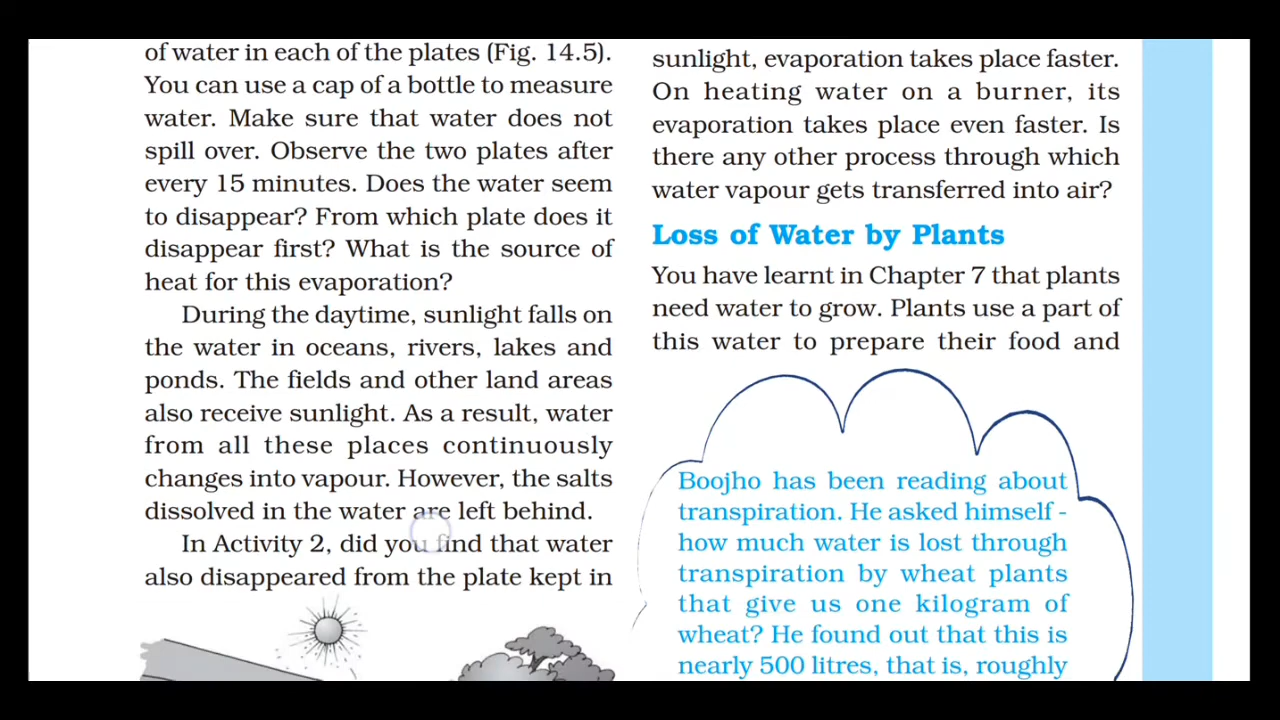 of water in each of the plates (Fig. 14.5).
You can use a cap of a bottle to measure
water. Make sure that water does not
spill over. Observe the two plates after
every 15 minutes. Does the water seem
to disappear? From which plate does it
disappear first? What is the source of
heat for this evaporation?
During the daytime, sunlight falls on
the water in oceans, rivers, lakes and
ponds. The fields and other land areas
also receive sunlight. As a result, water
from all these places continuously
changes into vapour. However, the salts
dissolved in the water are left behind.
In Activity 2, did you find that water
also disappeared from the plate kept in
sunlight, evaporation takes place faster.
On heating water on a burner, its
evaporation takes place even faster. Is
there any other process through which
water vapour gets transferred into air?
Loss of Water by Plants
You have learnt in Chapter 7 that plants
need water to grow. Plants use a part of
this water to prepare their food and
Boojho has been reading about
transpiration. He asked himself -
how much water is lost through
transpiration by wheat plants
that give us one kilogram of
wheat? He found out that this is
nearly 500 litres, that is, roughly